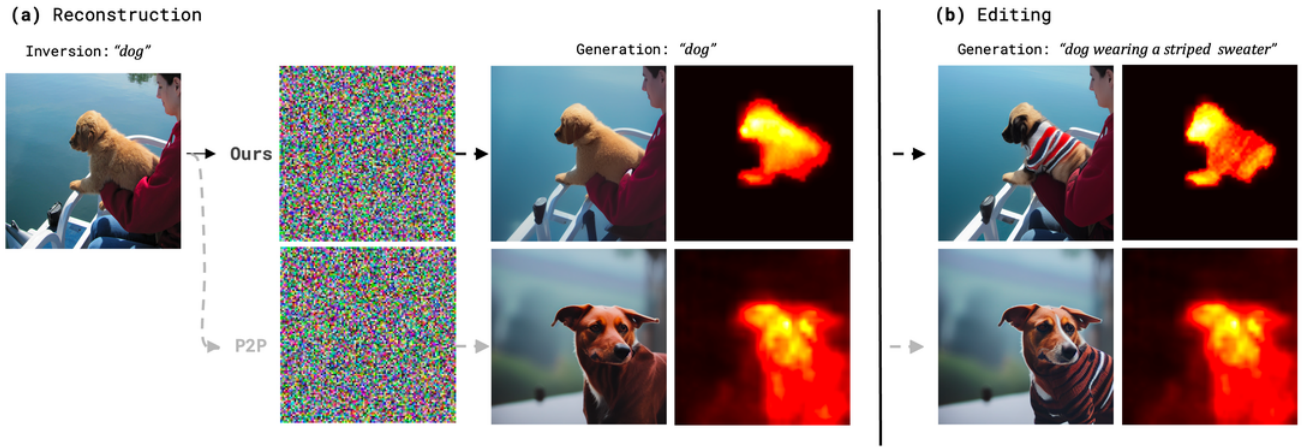 (a) Reconstruction
(b) Editing
Inversion: “dog”
Generation: “dog”
Generation: “dog wearing a striped sweater”
Ours
P2P